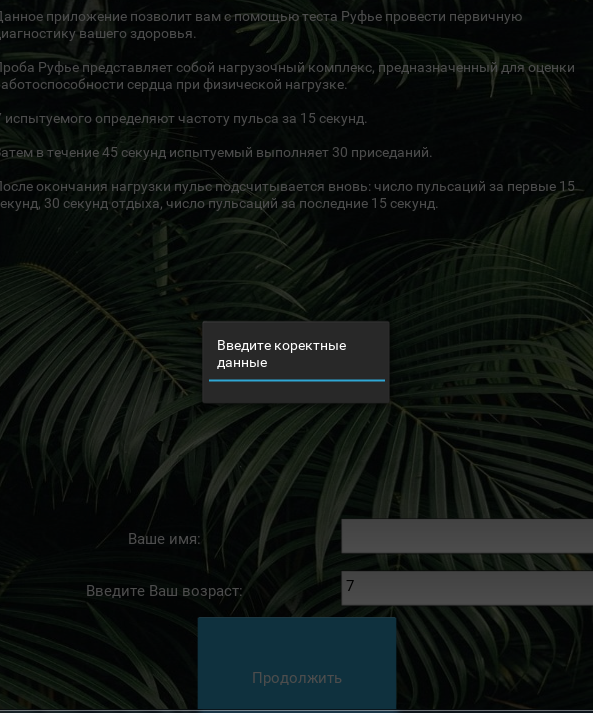 Данное приложение позволит вам с помощью теста Руфье провести первичную
диагностику вашего здоровья.
Проба Руфье представляет собой нагрузочный комплекс, предназначенный для оценки
работоспособности сердца при физической нагрузке.
У испытуемого определяют частоту пульса за 15 секунд.
Затем в течение 45 секунд испытуемый выполняет 30 приседаний.
После окончания нагрузки пульс подсчитывается вновь: число пульсаций за первые 15
секунд, 30 секунд отдыха, число пульсаций за последние 15 секунд.
Введите коректные
данные
Ваше имя:
Введите Ваш возраст:
7
Продолжить